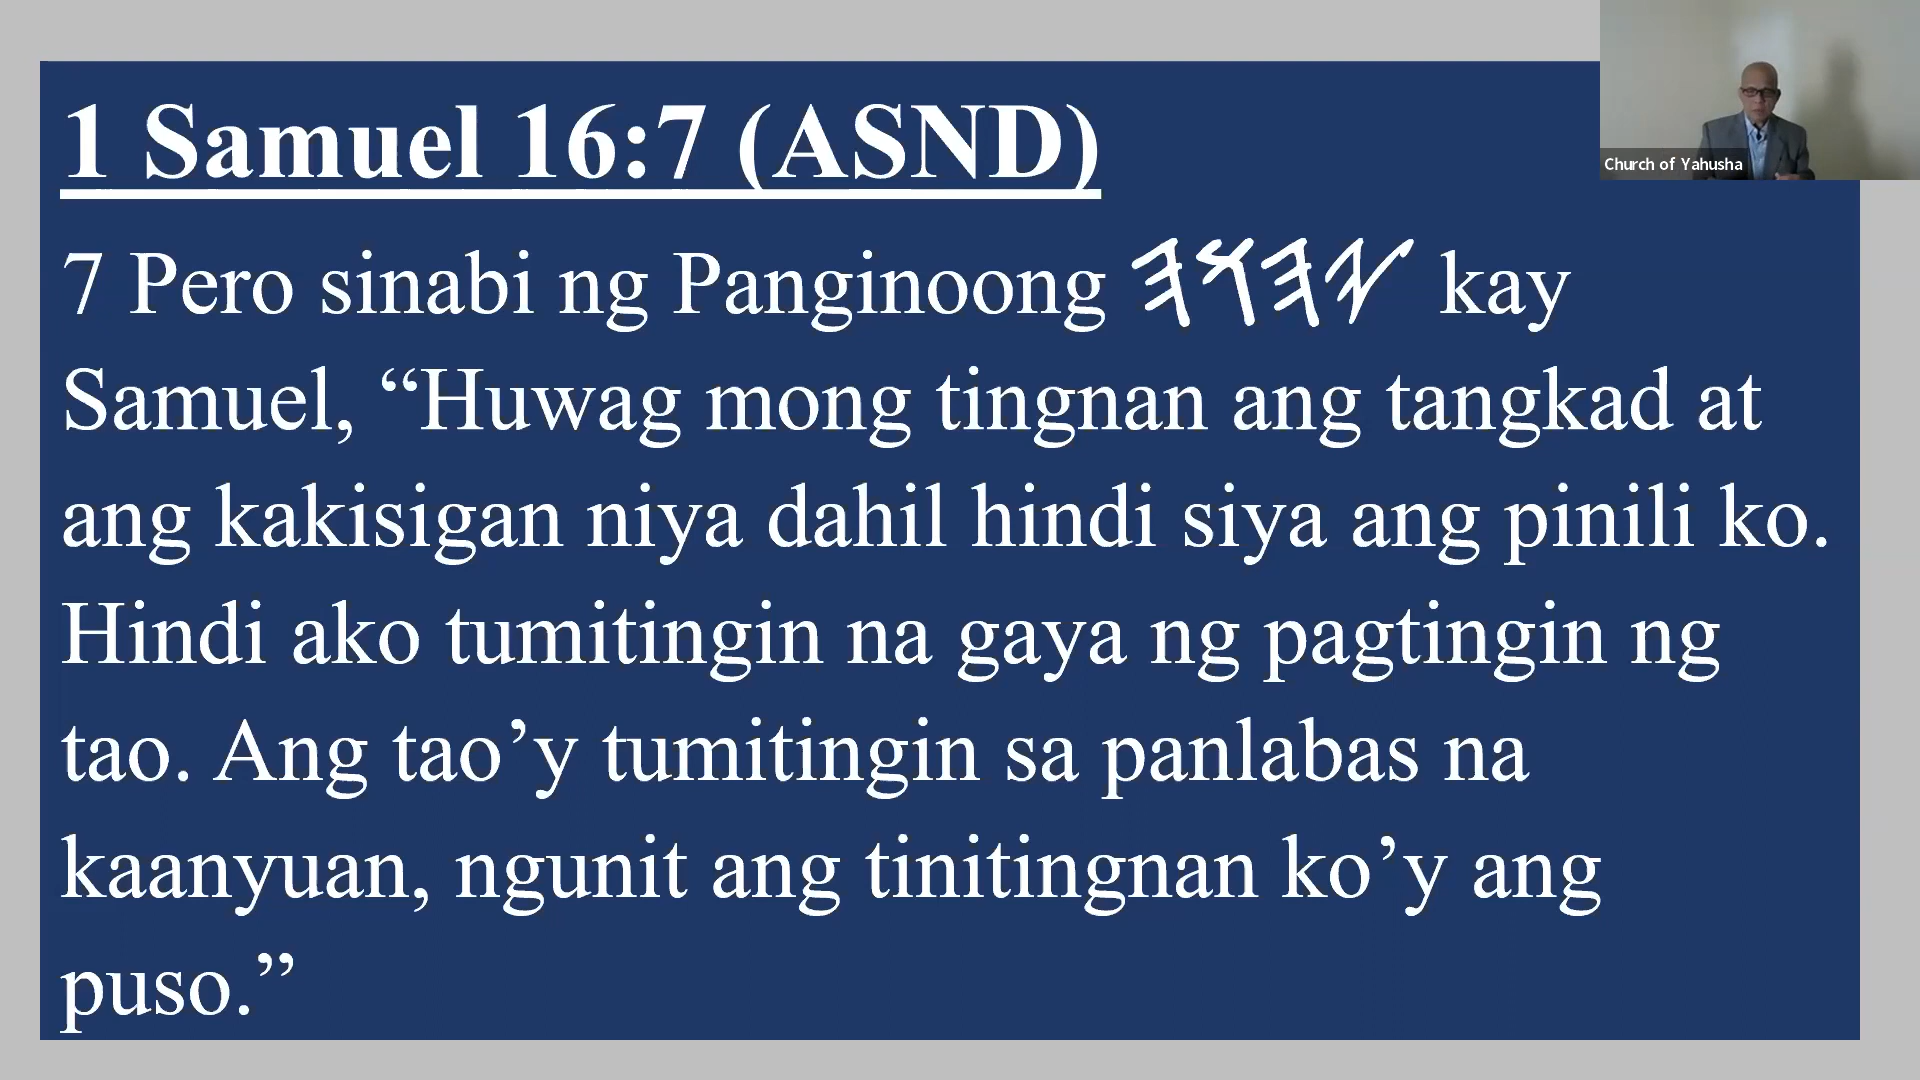 1 Samuel 16:7 (ASND)
Church of Yahusha
7 Pero sinabi ng Panginoong 𐤉𐤄𐤅𐤄 kay
Samuel, “Huwag mong tingnan ang tangkad at
ang kakisigan niya dahil hindi siya ang pinili ko.
Hindi ako tumitingin na gaya ng pagtingin ng
tao. Ang tao’y tumitingin sa panlabas na
kaanyuan, ngunit ang tinitingnan ko’y ang
puso.”